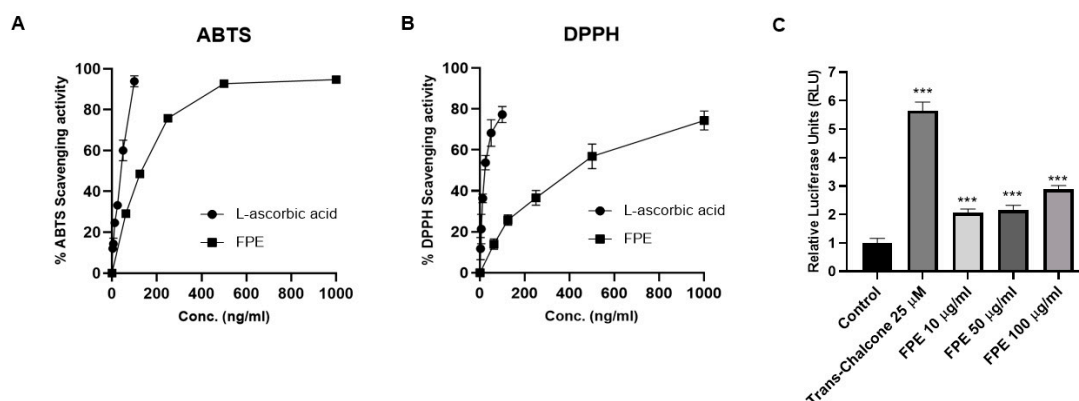 A
ABTS
% ABTS Scavenging activity
100
80
60
40
20
0
L-ascorbic acid
FPE
0
200
400
600
800
1000
Conc. (ng/ml)
B
DPPH
% DPPH Scavenging activity
100
80
60
40
20
0
L-ascorbic acid
FPE
0
200
400
600
800
1000
Conc. (ng/ml)
C
Relative Luciferase Units (RLU)
7
6
5
4
3
2
1
0
***
***
***
***
Control
Trans-Chalcone 25 μM
FPE 10 μg/ml
FPE 50 μg/ml
FPE 100 μg/ml